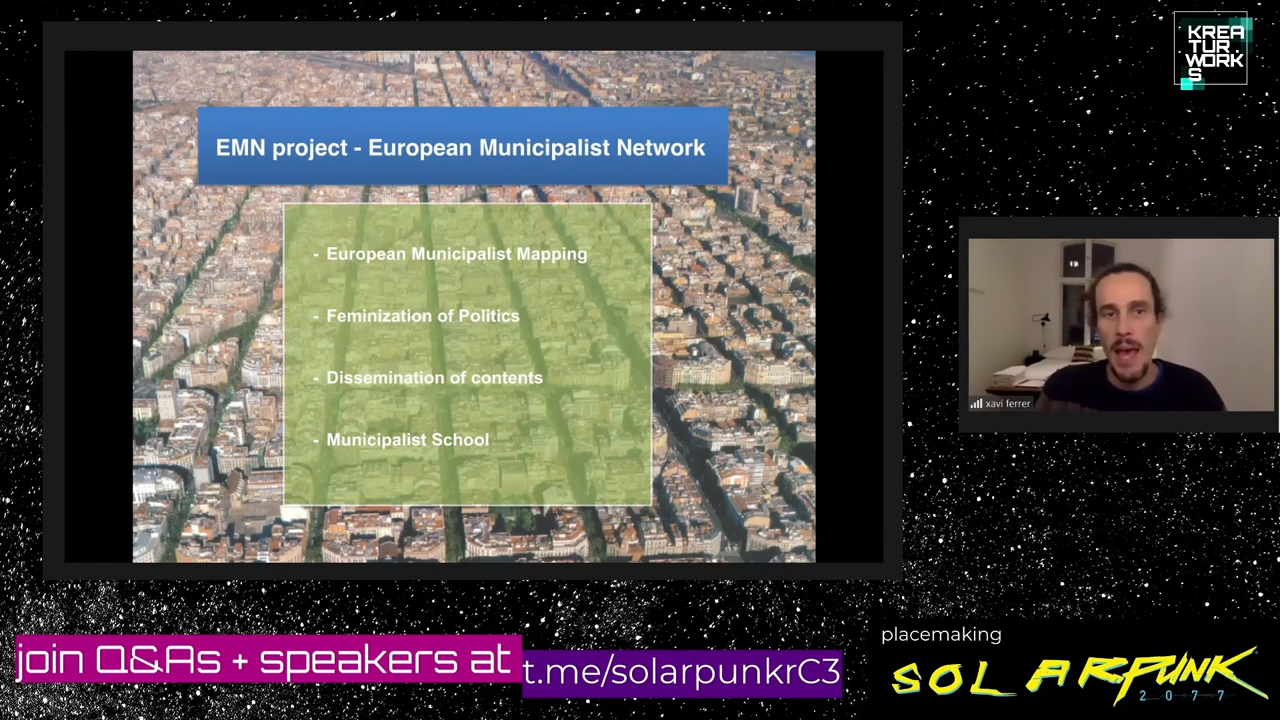 KREA
TUR
WORK
S
EMN project - European Municipalist Network
- European Municipalist Mapping
- Feminization of Politics
- Dissemination of contents
- Municipalist School
xavi ferrer
join Q&As + speakers at
t.me/solarpunkrC3
placemaking
SOLARPUNK
2077